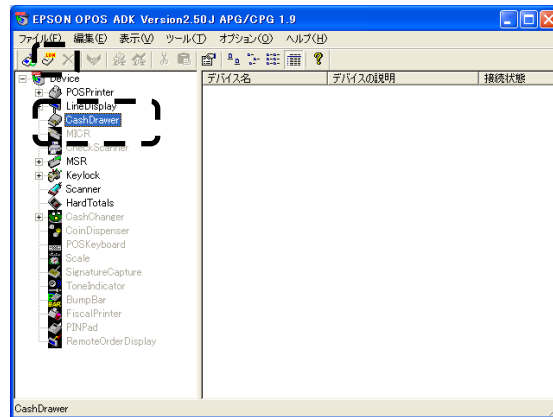 EPSON OPOS ADK Version2.50J APG/CPG 1.9
ファイル(F) 編集(E) 表示(V) ツール(T) オプション(O) ヘルプ(H)
LDN
デバイス名 デバイスの説明 接続状態
Device
POSPrinter
LineDisplay
CashDrawer
MICR
CheckScanner
MSR
Keylock
Scanner
HardTotals
CashChanger
CoinDispenser
POSKeyboard
Scale
SignatureCapture
ToneIndicator
BumpBar
FiscalPrinter
PINPad
RemoteOrderDisplay
CashDrawer